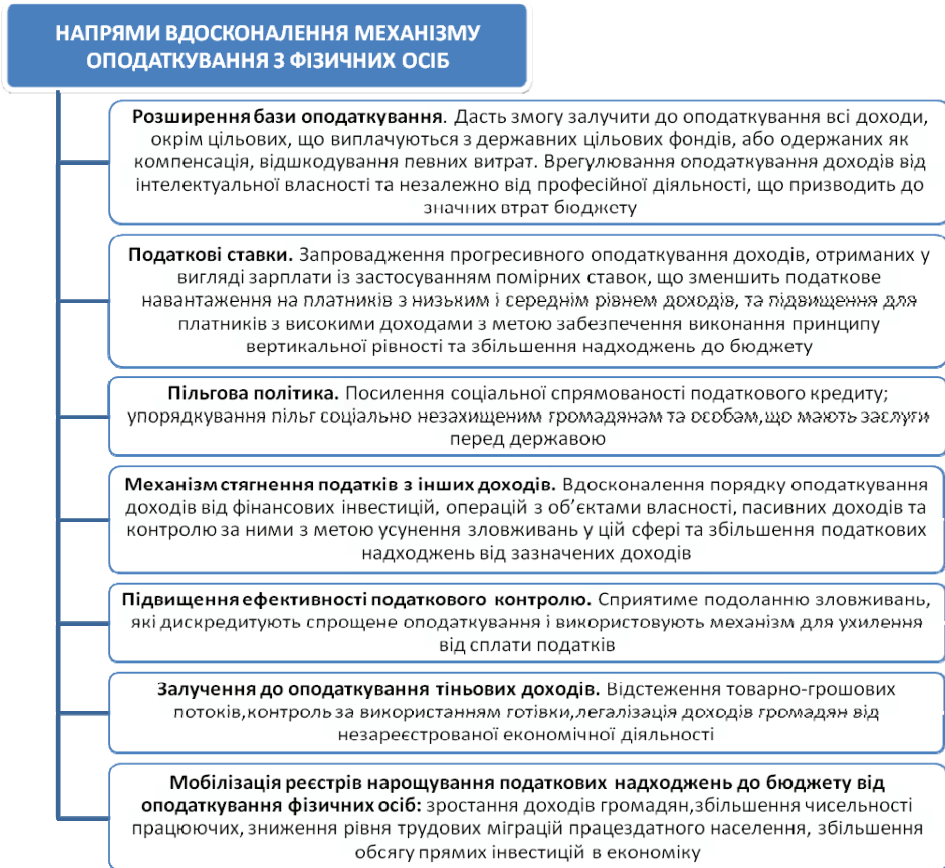 НАПРЯМИ ВДОСКОНАЛЕННЯ МЕХАНІЗМУ
ОПОДАТКУВАННЯ З ФІЗИЧНИХ ОСІБ
Розширення бази оподаткування. Дасть змогу залучити до оподаткування всі доходи,
окрім цільових, що виплачуються з державних цільових фондів, або одержаних як
компенсація, відшкодування певних витрат. Врегулювання оподаткування доходів від
інтелектуальної власності та незалежно від професійної діяльності, що призводить до
значних втрат бюджету
Податкові ставки. Запровадження прогресивного оподаткування доходів, отриманих у
вигляді зарплати із застосуванням помірних ставок, що зменшить податкове
навантаження на платників з низьким і середнім рівнем доходів, та підвищення для
платників з високими доходами з метою забезпечення виконання принципу
вертикальної рівності та збільшення надходжень до бюджету
Пільгова політика. Посилення соціальної спрямованості податкового кредиту;
упорядкування пільг соціально незахищеним громадянам та особам,що мають заслуги
перед державою
Механізм стягнення податків з інших доходів. Вдосконалення порядку оподаткування
доходів від фінансових інвестицій, операцій з об’єктами власності, пасивних доходів та
контролю за ними з метою усунення зловживань у цій сфері та збільшення податкових
надходжень від зазначених доходів
Підвищення ефективності податкового контролю. Сприятиме подоланню зловживань,
які дискредитують спрощене оподаткування і використовують механізм для ухилення
від сплати податків
Залучення до оподаткування тіньових доходів. Відстеження товарно-грошових
потоків,контроль за використанням готівки,легалізація доходів громадян від
незареєстрованої економічної діяльності
Мобілізація реєстрів нарощування податкових надходжень до бюджету від
оподаткування фізичних осіб: зростання доходів громадян,збільшення чисельності
працюючих, зниження рівня трудових міграцій працездатного населення, збільшення
обсягу прямих інвестицій в економіку